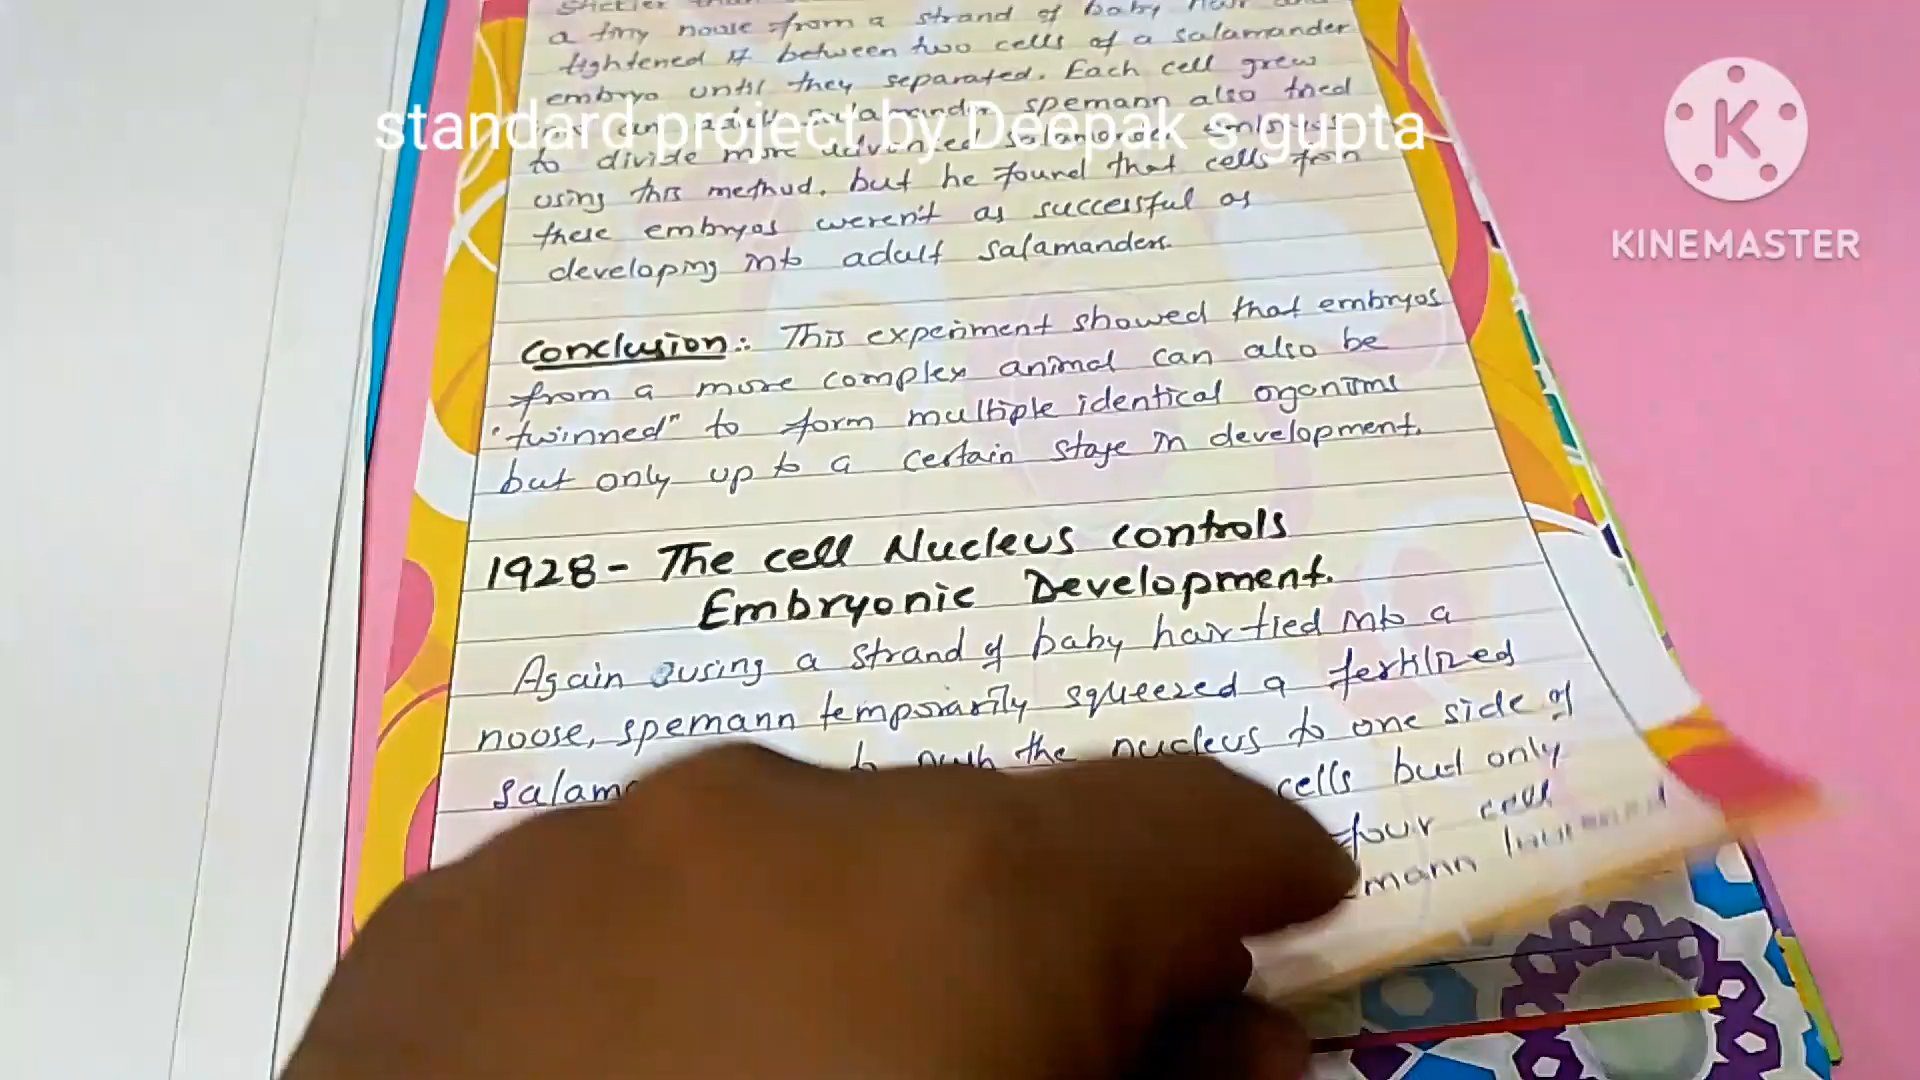 a tiny noose from a strand of baby hair and
tightened it between two cells of a salamander
embryo until they separated. Each cell grew
spemann also tried
to divide more advanced salamander
using this method. but he found that cells from
these embryos weren't as successful as
developing into adult salamanders.
Conclusion:- This experiment showed that embryos
from a more complex animal can also be
"twinned" to form multiple identical organisms
but only up to a certain stage in development.
1928 - The cell Nucleus controls
Embryonic Development.
Again using a strand of baby hair tied into a
noose, spemann temporarily squeezed a fertilized
to push the nucleus to one side of
cells but only
four cell
standard project by Deepak s gupta
K
KINEMASTER